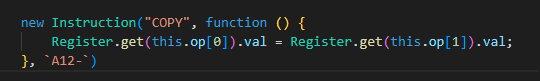 new Instruction("COPY", function () {
    Register.get(this.op[0]).val = Register.get(this.op[1]).val;
}, `A12-`)